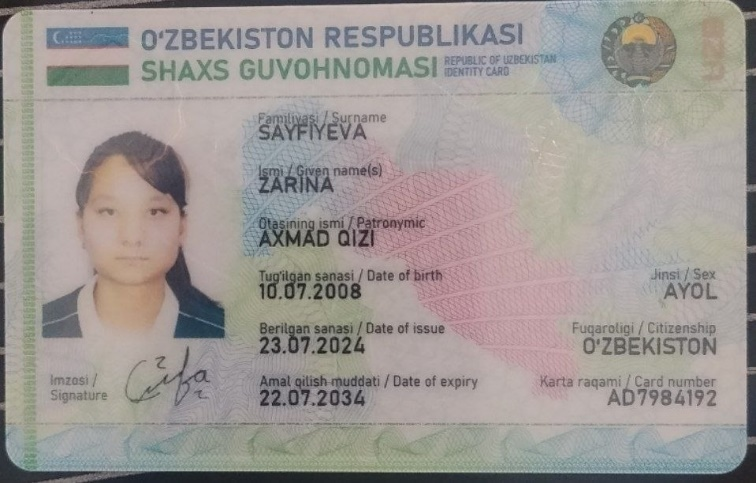 O'ZBEKISTON RESPUBLIKASI
SHAXS GUVOHNOMASI
REPUBLIC OF UZBEKISTAN
IDENTITY CARD
Familiyasi / Surname
SAYFIYEVA
Ismi / Given name(s)
ZARINA
Otasining ismi / Patronymic
AXMAD QIZI
Tug'ilgan sanasi / Date of birth
10.07.2008
Jinsi / Sex
AYOL
Berilgan sanasi / Date of issue
23.07.2024
Fuqaroligi / Citizenship
O'ZBEKISTON
Imzosi /
Signature
Amal qilish muddati / Date of expiry
22.07.2034
Karta raqami / Card number
AD7984192